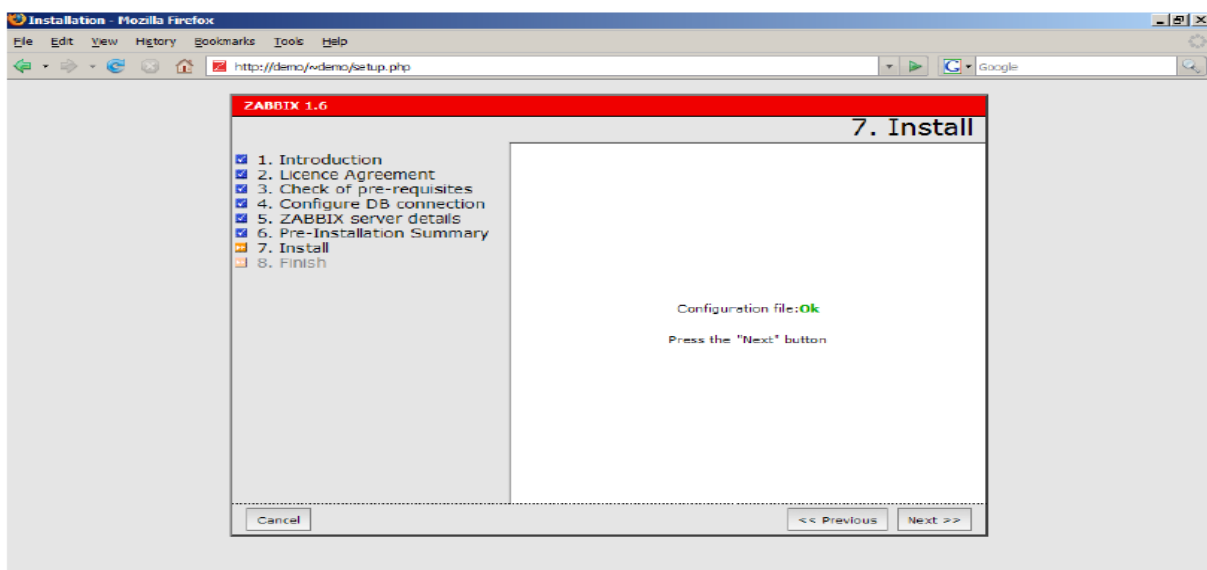 Installation - Mozilla Firefox
File Edit View History Bookmarks Tools Help
http://demo/~demo/setup.php
Google
ZABBIX 1.6
7. Install
1. Introduction
2. Licence Agreement
3. Check of pre-requisites
4. Configure DB connection
5. ZABBIX server details
6. Pre-Installation Summary
7. Install
8. Finish
Configuration file:Ok
Press the "Next" button
Cancel
<< Previous
Next >>